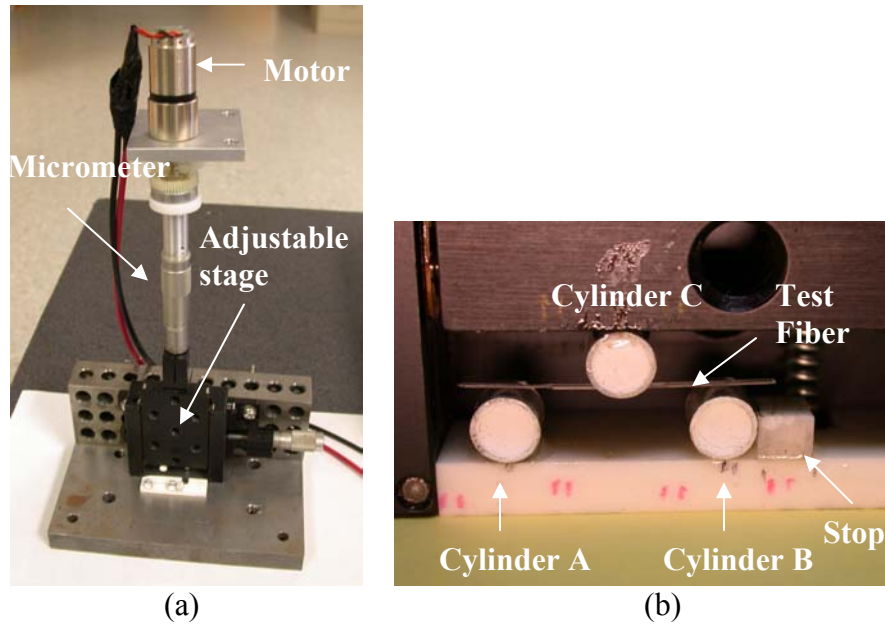 Motor
Micrometer
Adjustable
stage
(a)
Cylinder C
Test
Fiber
Stop
Cylinder A
Cylinder B
(b)